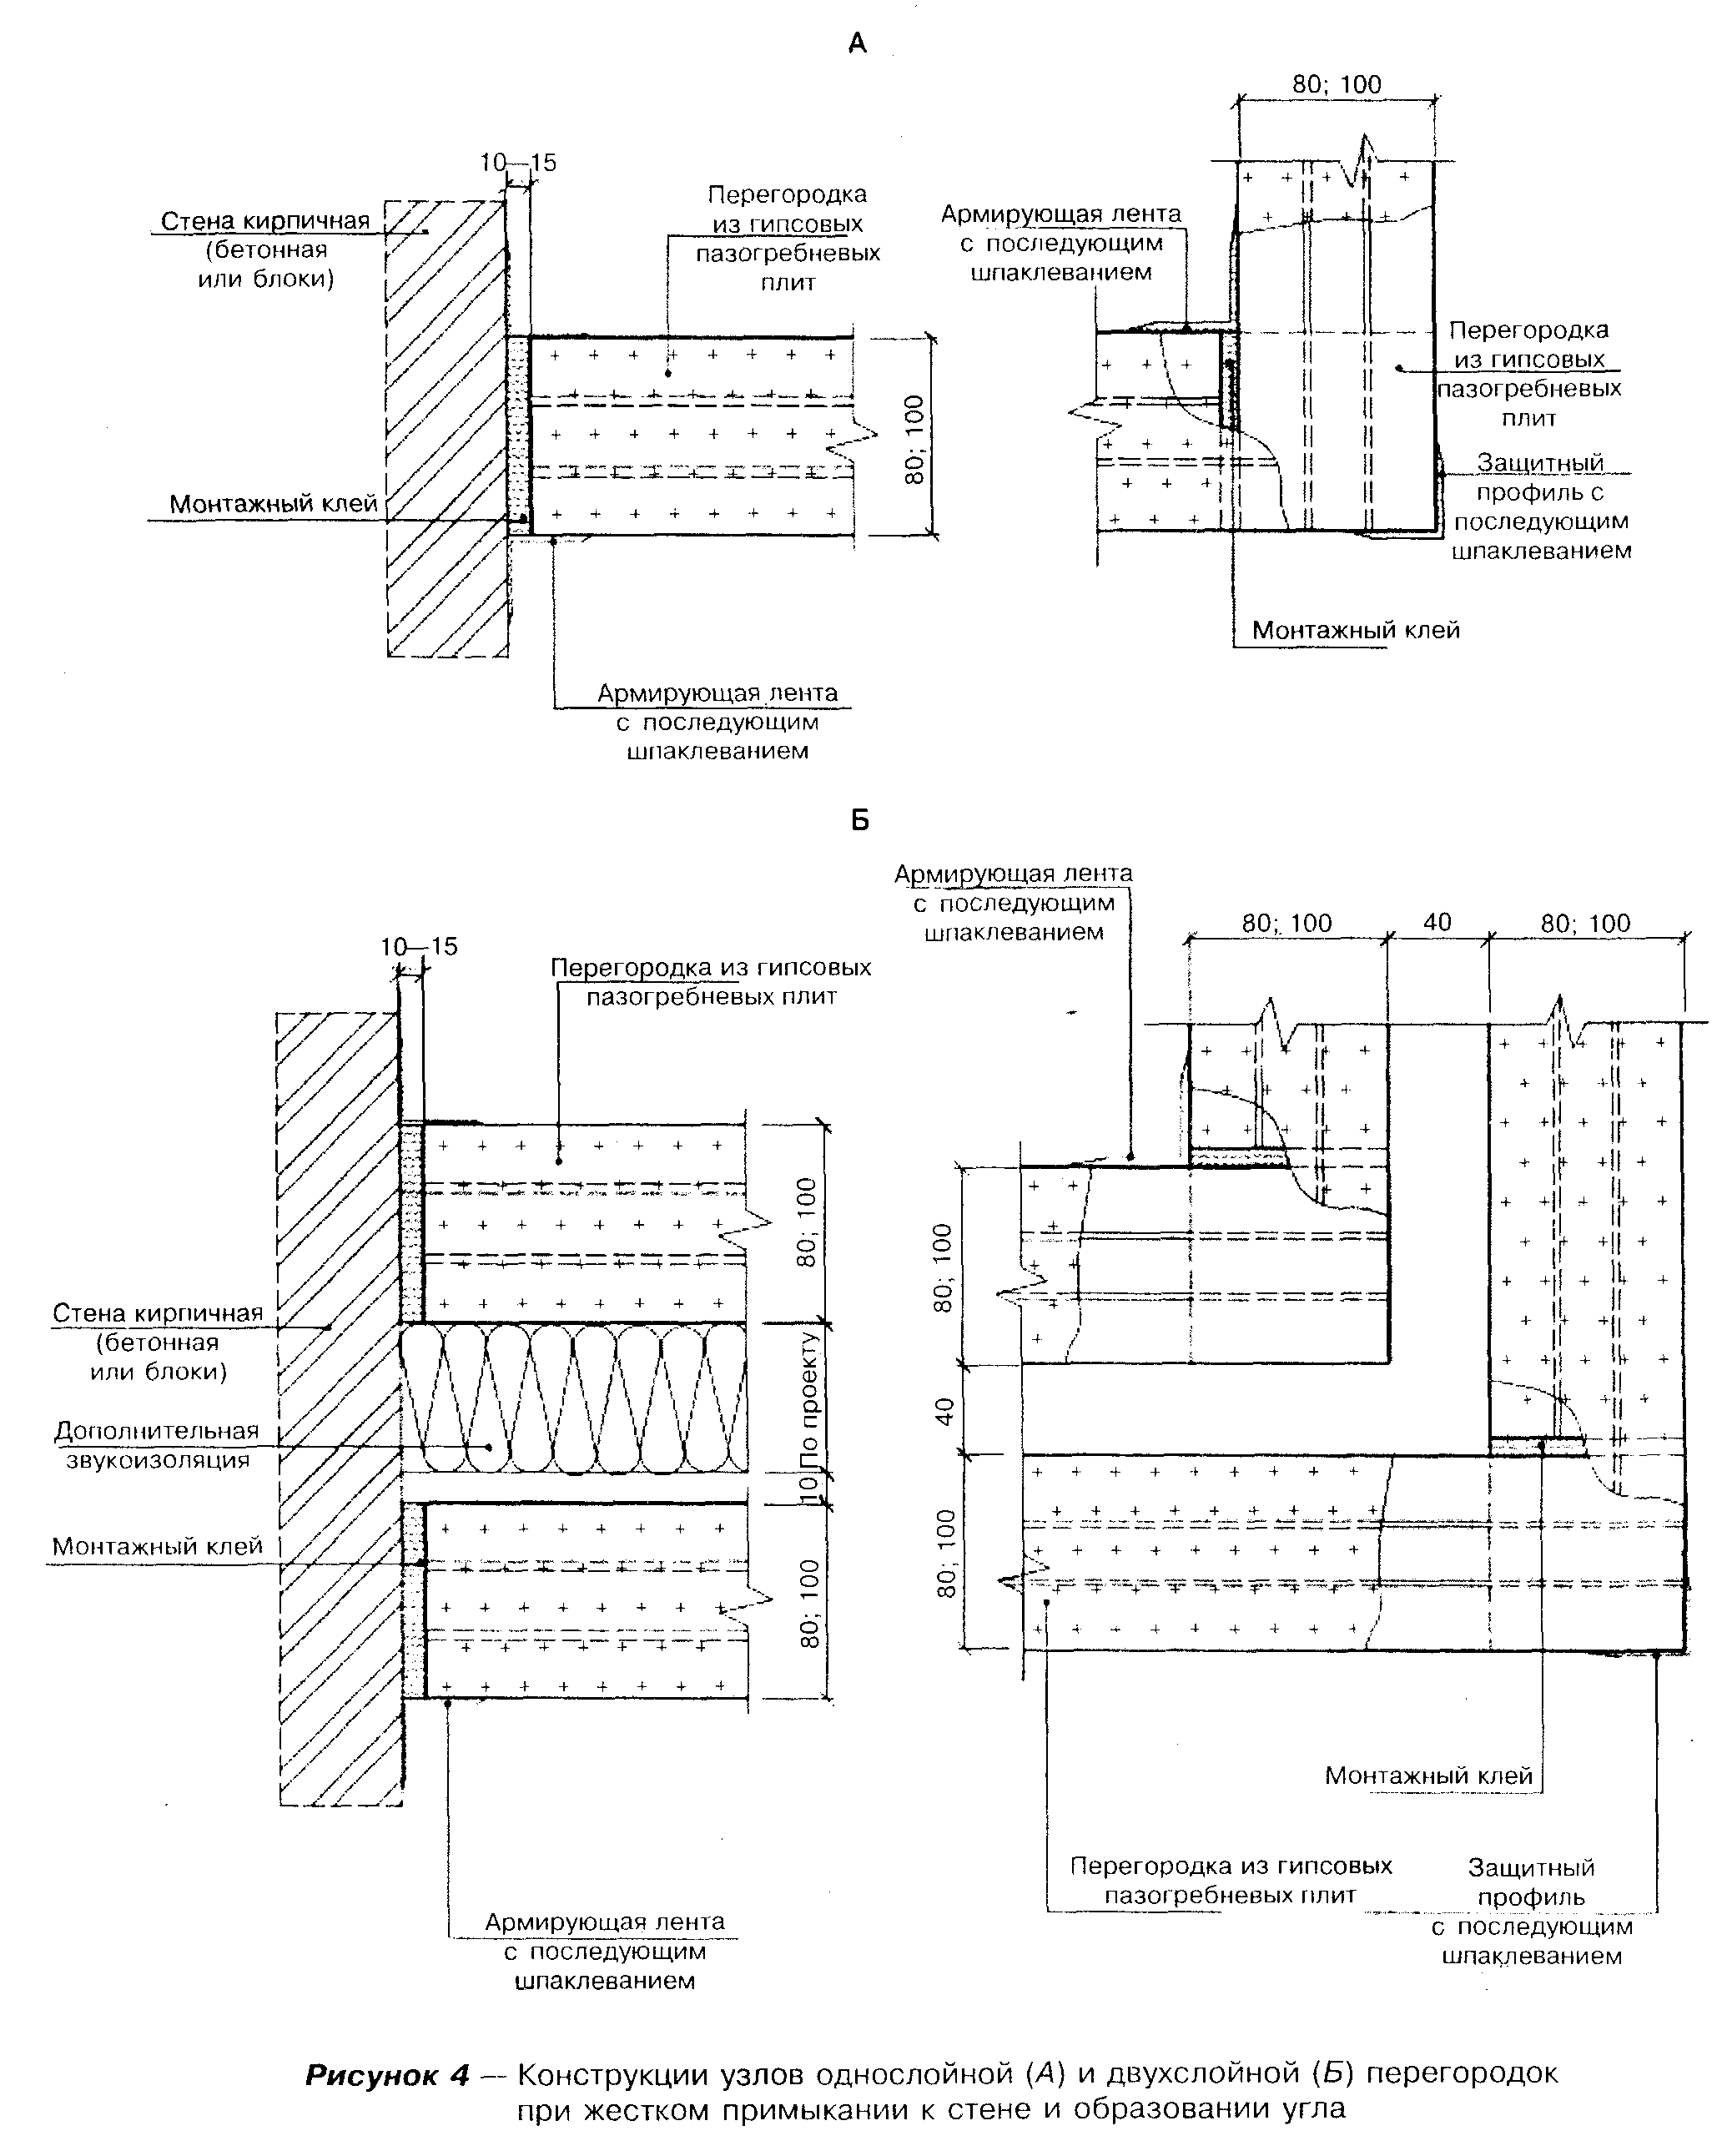 А
80; 100
10—15
Стена кирпичная
(бетонная
или блоки)
Перегородка
из гипсовых
пазогребневых
плит
80; 100
Монтажный клей
Армирующая лента
с последующим
шпаклеванием
Армирующая лента
с последующим
шпаклеванием
Перегородка
из гипсовых
пазогребневых
плит
Защитный
профиль с
последующим
шпаклеванием
Монтажный клей
Б
10—15
Перегородка из гипсовых
пазогребневых плит
80; 100
Стена кирпичная
(бетонная
или блоки)
По проекту
Дополнительная
звукоизоляция
10
Монтажный клей
80; 100
Армирующая лента
с последующим
шпаклеванием
Армирующая лента
с последующим
шпаклеванием
80; 100
40
80; 100
80; 100
40
80; 100
Монтажный клей
Перегородка из гипсовых
пазогребневых плит
Защитный
профиль
с последующим
шпаклеванием
Рисунок 4 — Конструкции узлов однослойной (А) и двухслойной (Б) перегородок
при жестком примыкании к стене и образовании угла